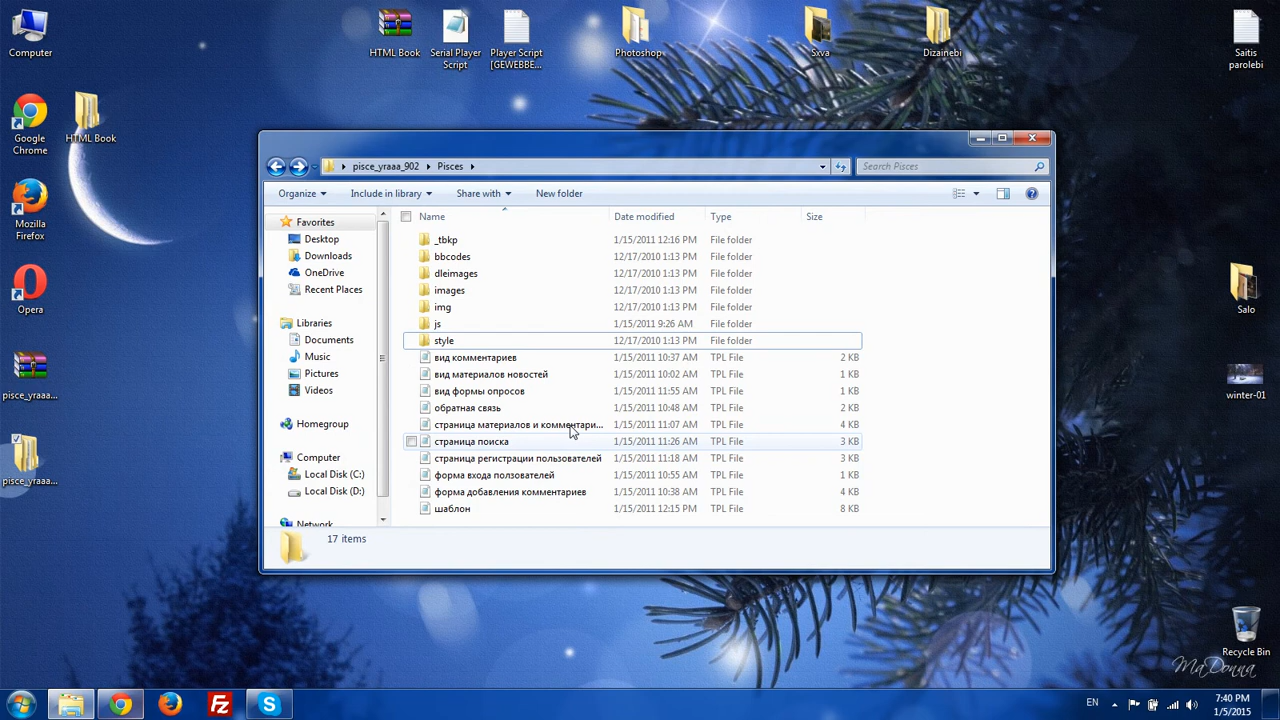 Computer
HTML Book
Serial Player
Script
Player Script
[GEWEBBE...
Photoshop
Sxva
Dizainebi
Saitis
parolebi
Google
Chrome
HTML Book
Mozilla
Firefox
Opera
pisce_yraaa...
pisce_yraaa...
Salo
winter-01
Recycle Bin
MaDonna
pisce_yraaa_902
Pisces
Search Pisces
Organize
Include in library
Share with
New folder
Favorites
Desktop
Downloads
OneDrive
Recent Places
Libraries
Documents
Music
Pictures
Videos
Homegroup
Computer
Local Disk (C:)
Local Disk (D:)
Network
Name Date modified Type Size
_tbkp 1/15/2011 12:16 PM File folder
bbcodes 12/17/2010 1:13 PM File folder
dleimages 12/17/2010 1:13 PM File folder
images 12/17/2010 1:13 PM File folder
img 12/17/2010 1:13 PM File folder
js 1/15/2011 9:26 AM File folder
style 12/17/2010 1:13 PM File folder
вид комментариев 1/15/2011 10:37 AM TPL File 2 KB
вид материалов новостей 1/15/2011 10:02 AM TPL File 1 KB
вид формы опросов 1/15/2011 11:55 AM TPL File 1 KB
обратная связь 1/15/2011 10:48 AM TPL File 2 KB
страница материалов и комментари... 1/15/2011 11:07 AM TPL File 4 KB
страница поиска 1/15/2011 11:26 AM TPL File 3 KB
страница регистрации пользователей 1/15/2011 11:18 AM TPL File 3 KB
форма входа ползователей 1/15/2011 10:55 AM TPL File 1 KB
форма добавления комментариев 1/15/2011 10:38 AM TPL File 4 KB
шаблон 1/15/2011 12:15 PM TPL File 8 KB
17 items
EN
7:40 PM
1/5/2015